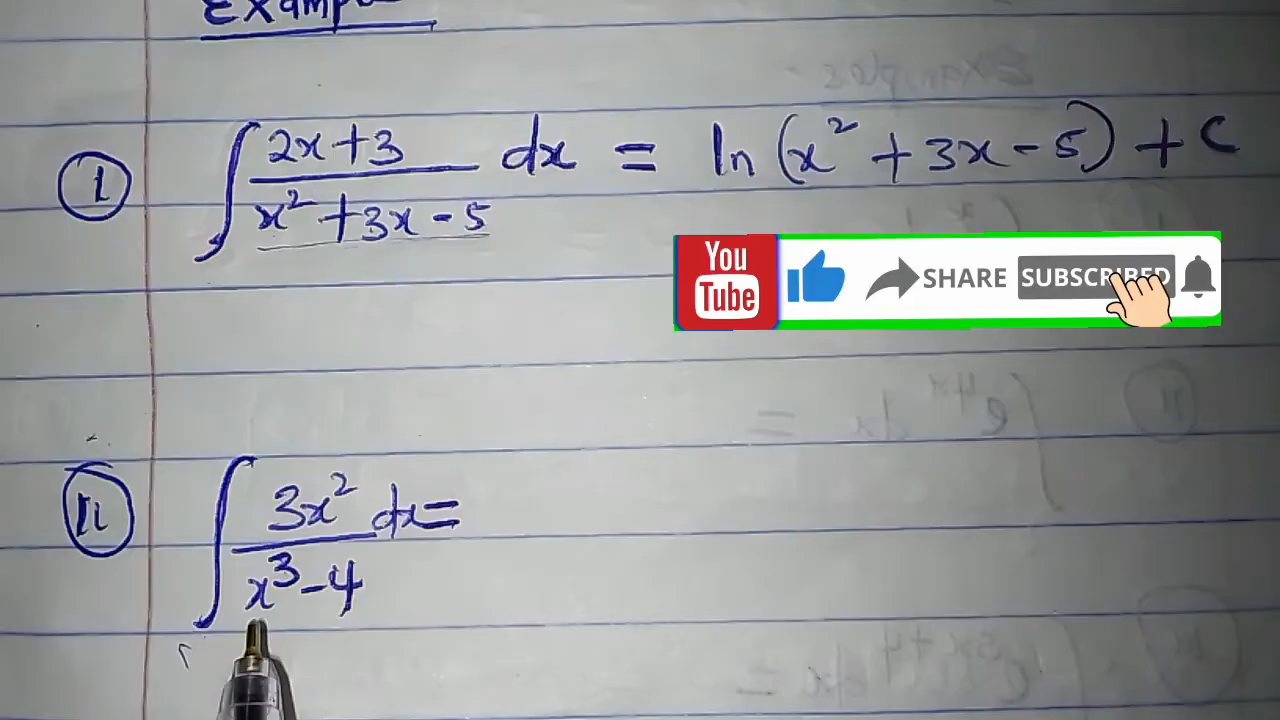 Example
I ∫ (2x+3)/(x²+3x-5) dx = ln(x²+3x-5)+C
You
Tube
SHARE
SUBSCRIBED
II ∫ 3x²/(x³-4) dx=